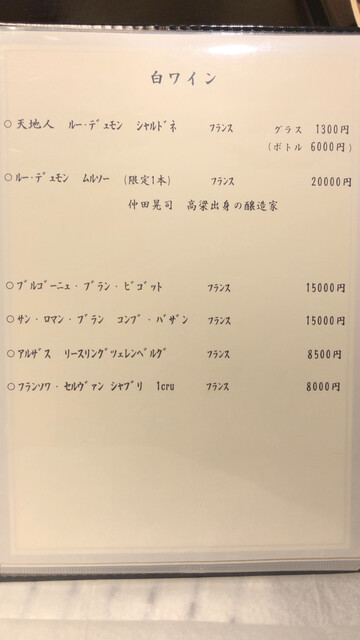 白ワイン
○天地人 ルー・デュモン シャルドネ フランス グラス 1300円
(ボトル 6000円)
○ルー・デュモン ムルソー (限定1本) フランス 20000円
仲田晃司 高梁出身の醸造家
○ブルゴーニュ・ブラン・ビゴット フランス 15000円
○サン・ロマン・ブラン コンブ・バザン フランス 15000円
○アルザス リースリングツェレンベルグ フランス 8500円
○フランソワ・セルヴァン シャブリ 1cru フランス 8000円